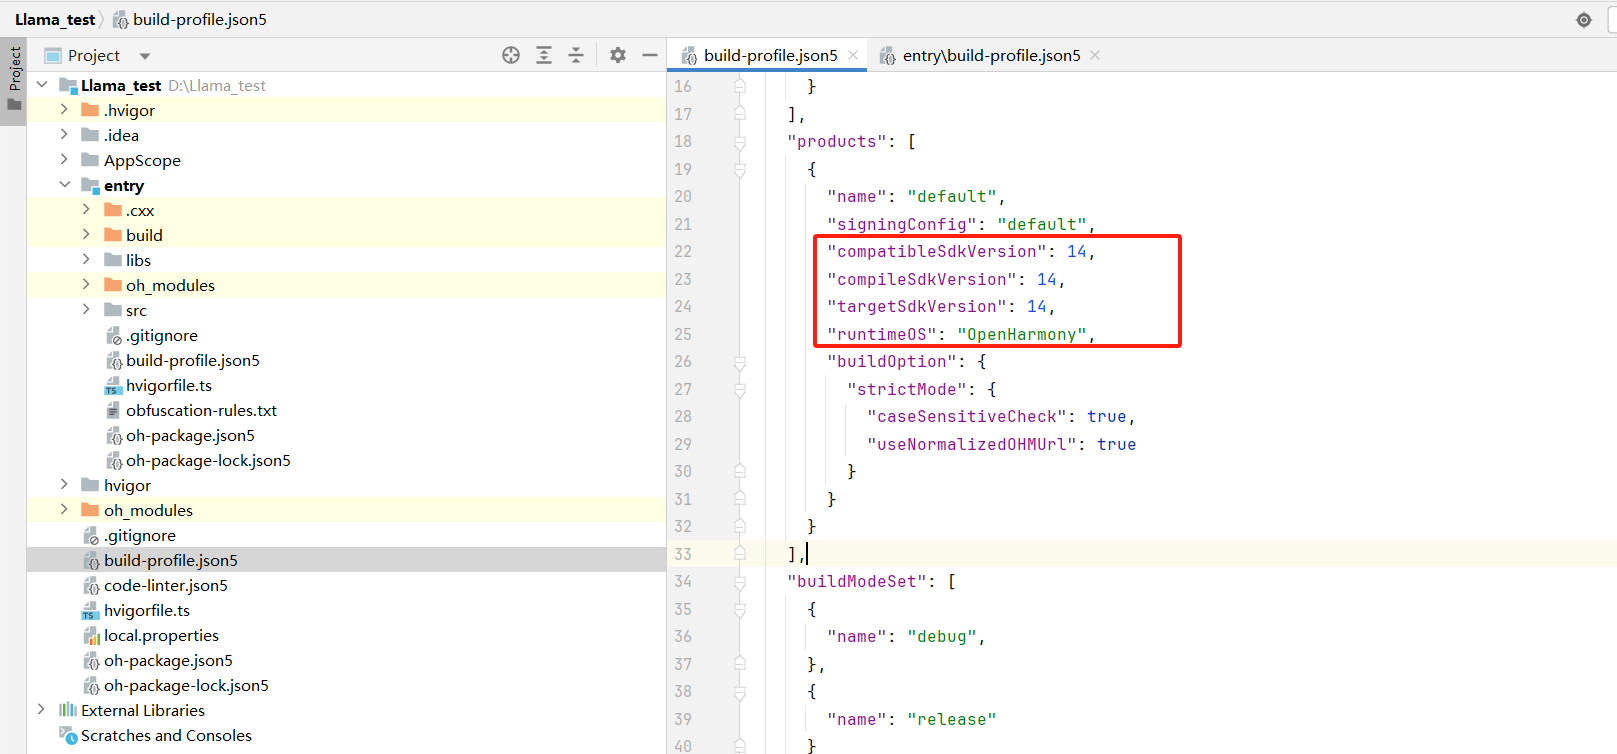 Llama_test build-profile.json5
Project
Project
Llama_test D:\Llama_test
.hvigor
.idea
AppScope
entry
.cxx
build
libs
oh_modules
src
.gitignore
build-profile.json5
hvigorfile.ts
obfuscation-rules.txt
oh-package.json5
oh-package-lock.json5
hvigor
oh_modules
.gitignore
build-profile.json5
code-linter.json5
hvigorfile.ts
local.properties
oh-package.json5
oh-package-lock.json5
External Libraries
Scratches and Consoles
build-profile.json5 entry\build-profile.json5
16 }
17 ],
18 "products": [
19 {
20 "name": "default",
21 "signingConfig": "default",
22 "compatibleSdkVersion": 14,
23 "compileSdkVersion": 14,
24 "targetSdkVersion": 14,
25 "runtimeOS": "OpenHarmony",
26 "buildOption": {
27 "strictMode": {
28 "caseSensitiveCheck": true,
29 "useNormalizedOHMUrl": true
30 }
31 }
32 }
33 ],
34 "buildModeSet": [
35 {
36 "name": "debug",
37 },
38 {
39 "name": "release"
40 }